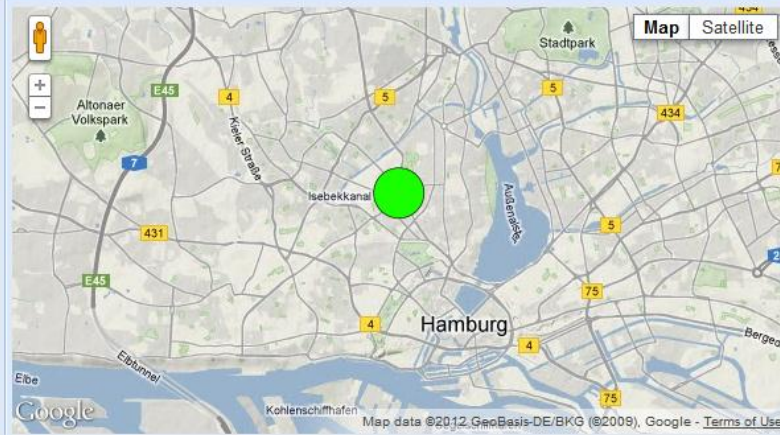 434
Map Satellite
Stadtpark
E45
4
5
5
Altonaer
Volkspark
434
Kieler Straße
7
Isebekkanal
Außenalster
431
5
E45
75
4
Hamburg
4
Elbtunnel
Elbe
75
Kohlenschiffhafen
Google
Map data ©2012 GeoBasis-DE/BKG (©2009), Google - Terms of Use